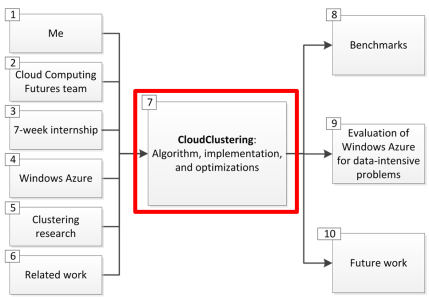 1
Me
2
Cloud Computing
Futures team
3
7-week internship
4
Windows Azure
5
Clustering
research
6
Related work
7
CloudClustering:
Algorithm, implementation,
and optimizations
8
Benchmarks
9
Evaluation of
Windows Azure
for data-intensive
problems
10
Future work